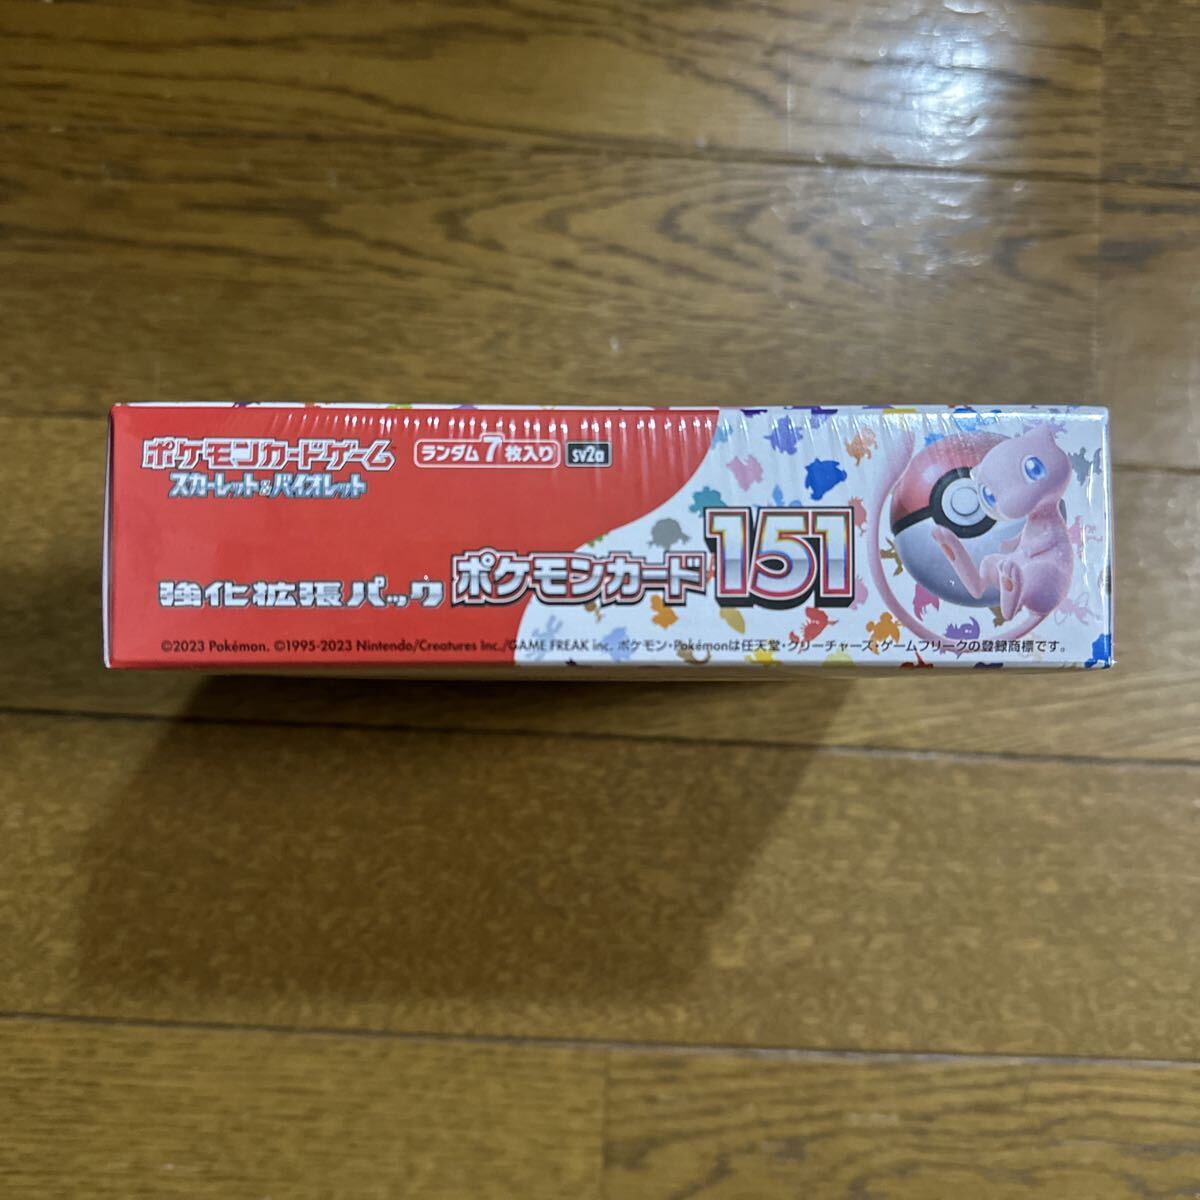 ポケモンカードゲーム
スカーレット&バイオレット
ランダム7枚入り
sv2a
強化拡張パック
ポケモンカード151
©2023 Pokémon. ©1995-2023 Nintendo/Creatures Inc./GAME FREAK inc. ポケモン・Pokémonは任天堂・クリーチャーズ・ゲームフリークの登録商標です。